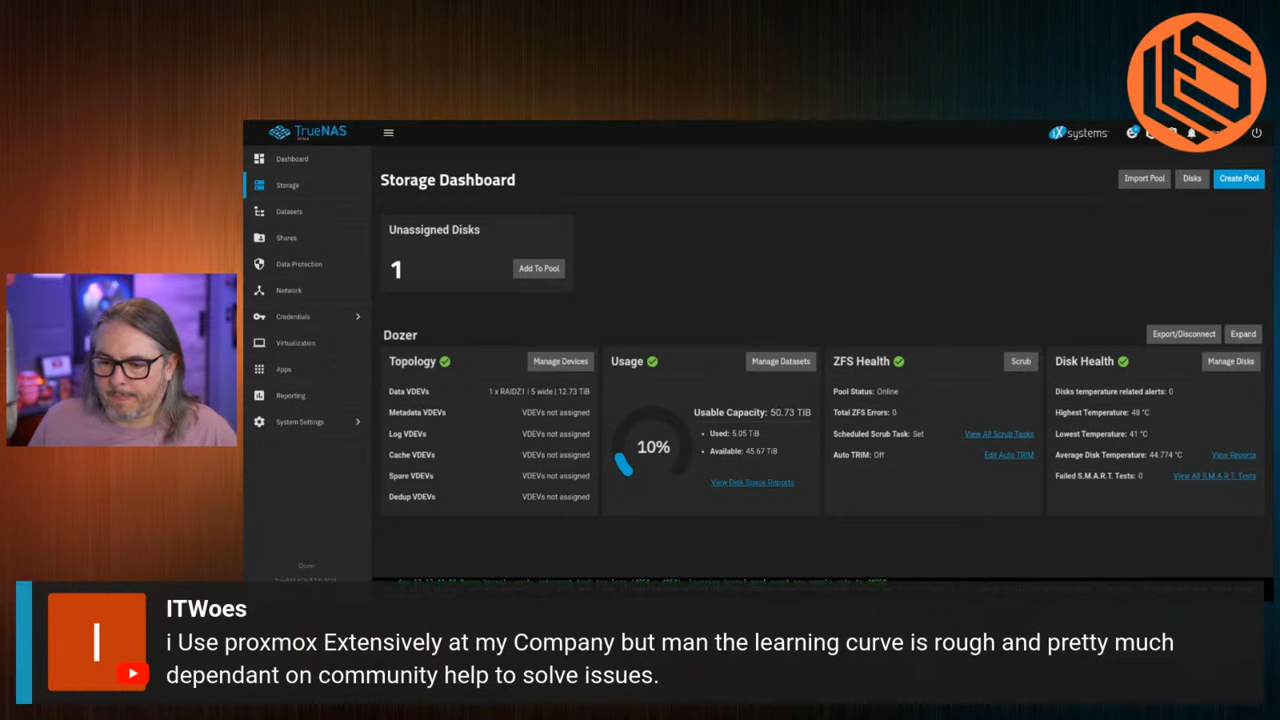 TrueNAS
SCALE
iXsystems
Dashboard
Storage
Datasets
Shares
Data Protection
Network
Credentials
Virtualization
Apps
Reporting
System Settings
Storage Dashboard
Import Pool
Disks
Create Pool
Unassigned Disks
1
Add To Pool
Dozer
Export/Disconnect
Expand
Topology
Manage Devices
Data VDEVs 1 x RAIDZ1 | 5 wide | 12.73 TiB
Metadata VDEVs VDEVs not assigned
Log VDEVs VDEVs not assigned
Cache VDEVs VDEVs not assigned
Spare VDEVs VDEVs not assigned
Dedup VDEVs VDEVs not assigned
Usage
Manage Datasets
10%
Usable Capacity: 50.73 TiB
• Used: 5.05 TiB
• Available: 45.67 TiB
View Disk Space Reports
ZFS Health
Scrub
Pool Status: Online
Total ZFS Errors: 0
Scheduled Scrub Task: Set View All Scrub Tasks
Auto TRIM: Off Edit Auto TRIM
Disk Health
Manage Disks
Disks temperature related alerts: 0
Highest Temperature: 48 °C
Lowest Temperature: 41 °C
Average Disk Temperature: 44.774 °C View Reports
Failed S.M.A.R.T. Tests: 0 View All S.M.A.R.T. Tests
Dozer
I
ITWoes
i Use proxmox Extensively at my Company but man the learning curve is rough and pretty much
dependant on community help to solve issues.